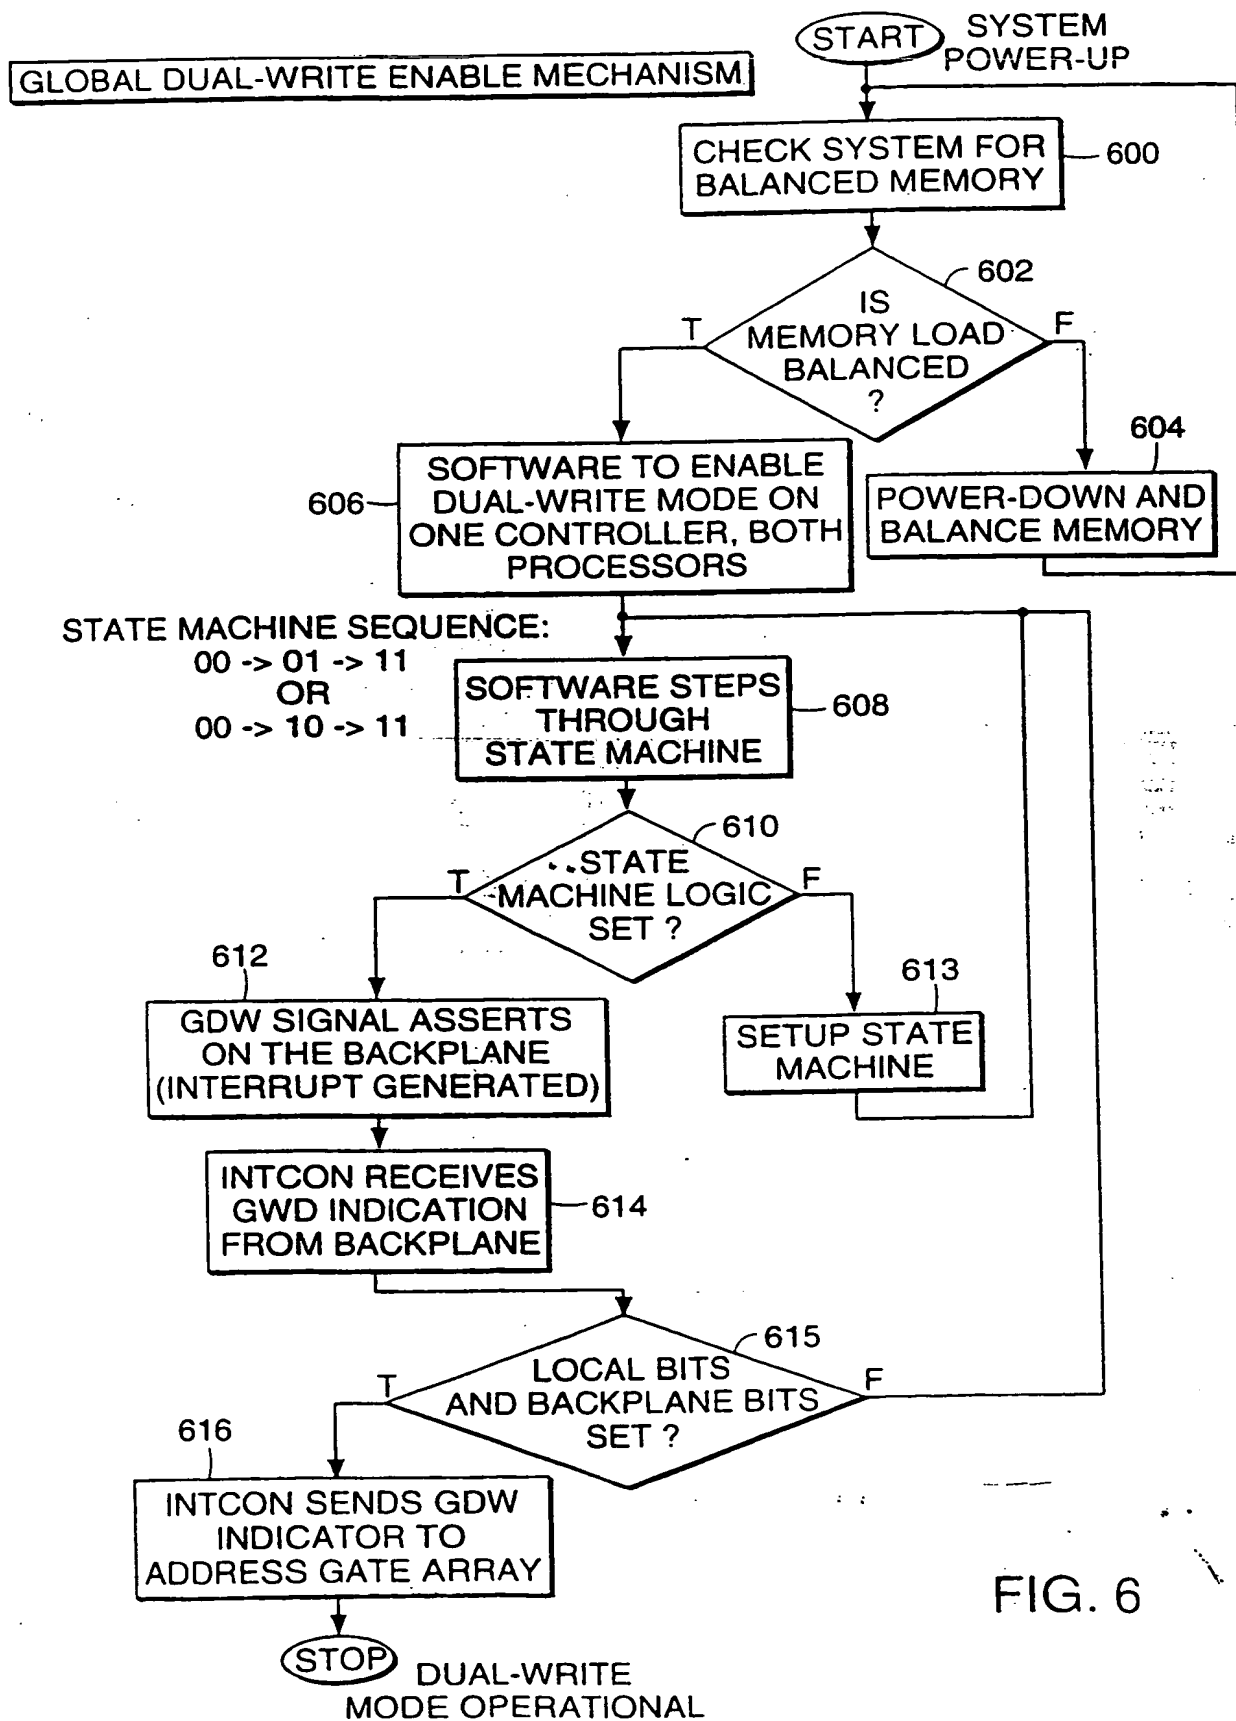 START
SYSTEM
POWER-UP
GLOBAL DUAL-WRITE ENABLE MECHANISM
CHECK SYSTEM FOR
BALANCED MEMORY
600
602
IS
MEMORY LOAD
BALANCED
?
T
F
604
POWER-DOWN AND
BALANCE MEMORY
606
SOFTWARE TO ENABLE
DUAL-WRITE MODE ON
ONE CONTROLLER, BOTH
PROCESSORS
STATE MACHINE SEQUENCE:
00 -> 01 -> 11
OR
00 -> 10 -> 11
SOFTWARE STEPS
THROUGH
STATE MACHINE
608
610
STATE
MACHINE LOGIC
SET ?
T
F
612
GDW SIGNAL ASSERTS
ON THE BACKPLANE
(INTERRUPT GENERATED)
613
SETUP STATE
MACHINE
INTCON RECEIVES
GWD INDICATION
FROM BACKPLANE
614
615
LOCAL BITS
AND BACKPLANE BITS
SET ?
T
F
616
INTCON SENDS GDW
INDICATOR TO
ADDRESS GATE ARRAY
STOP
DUAL-WRITE
MODE OPERATIONAL
FIG. 6